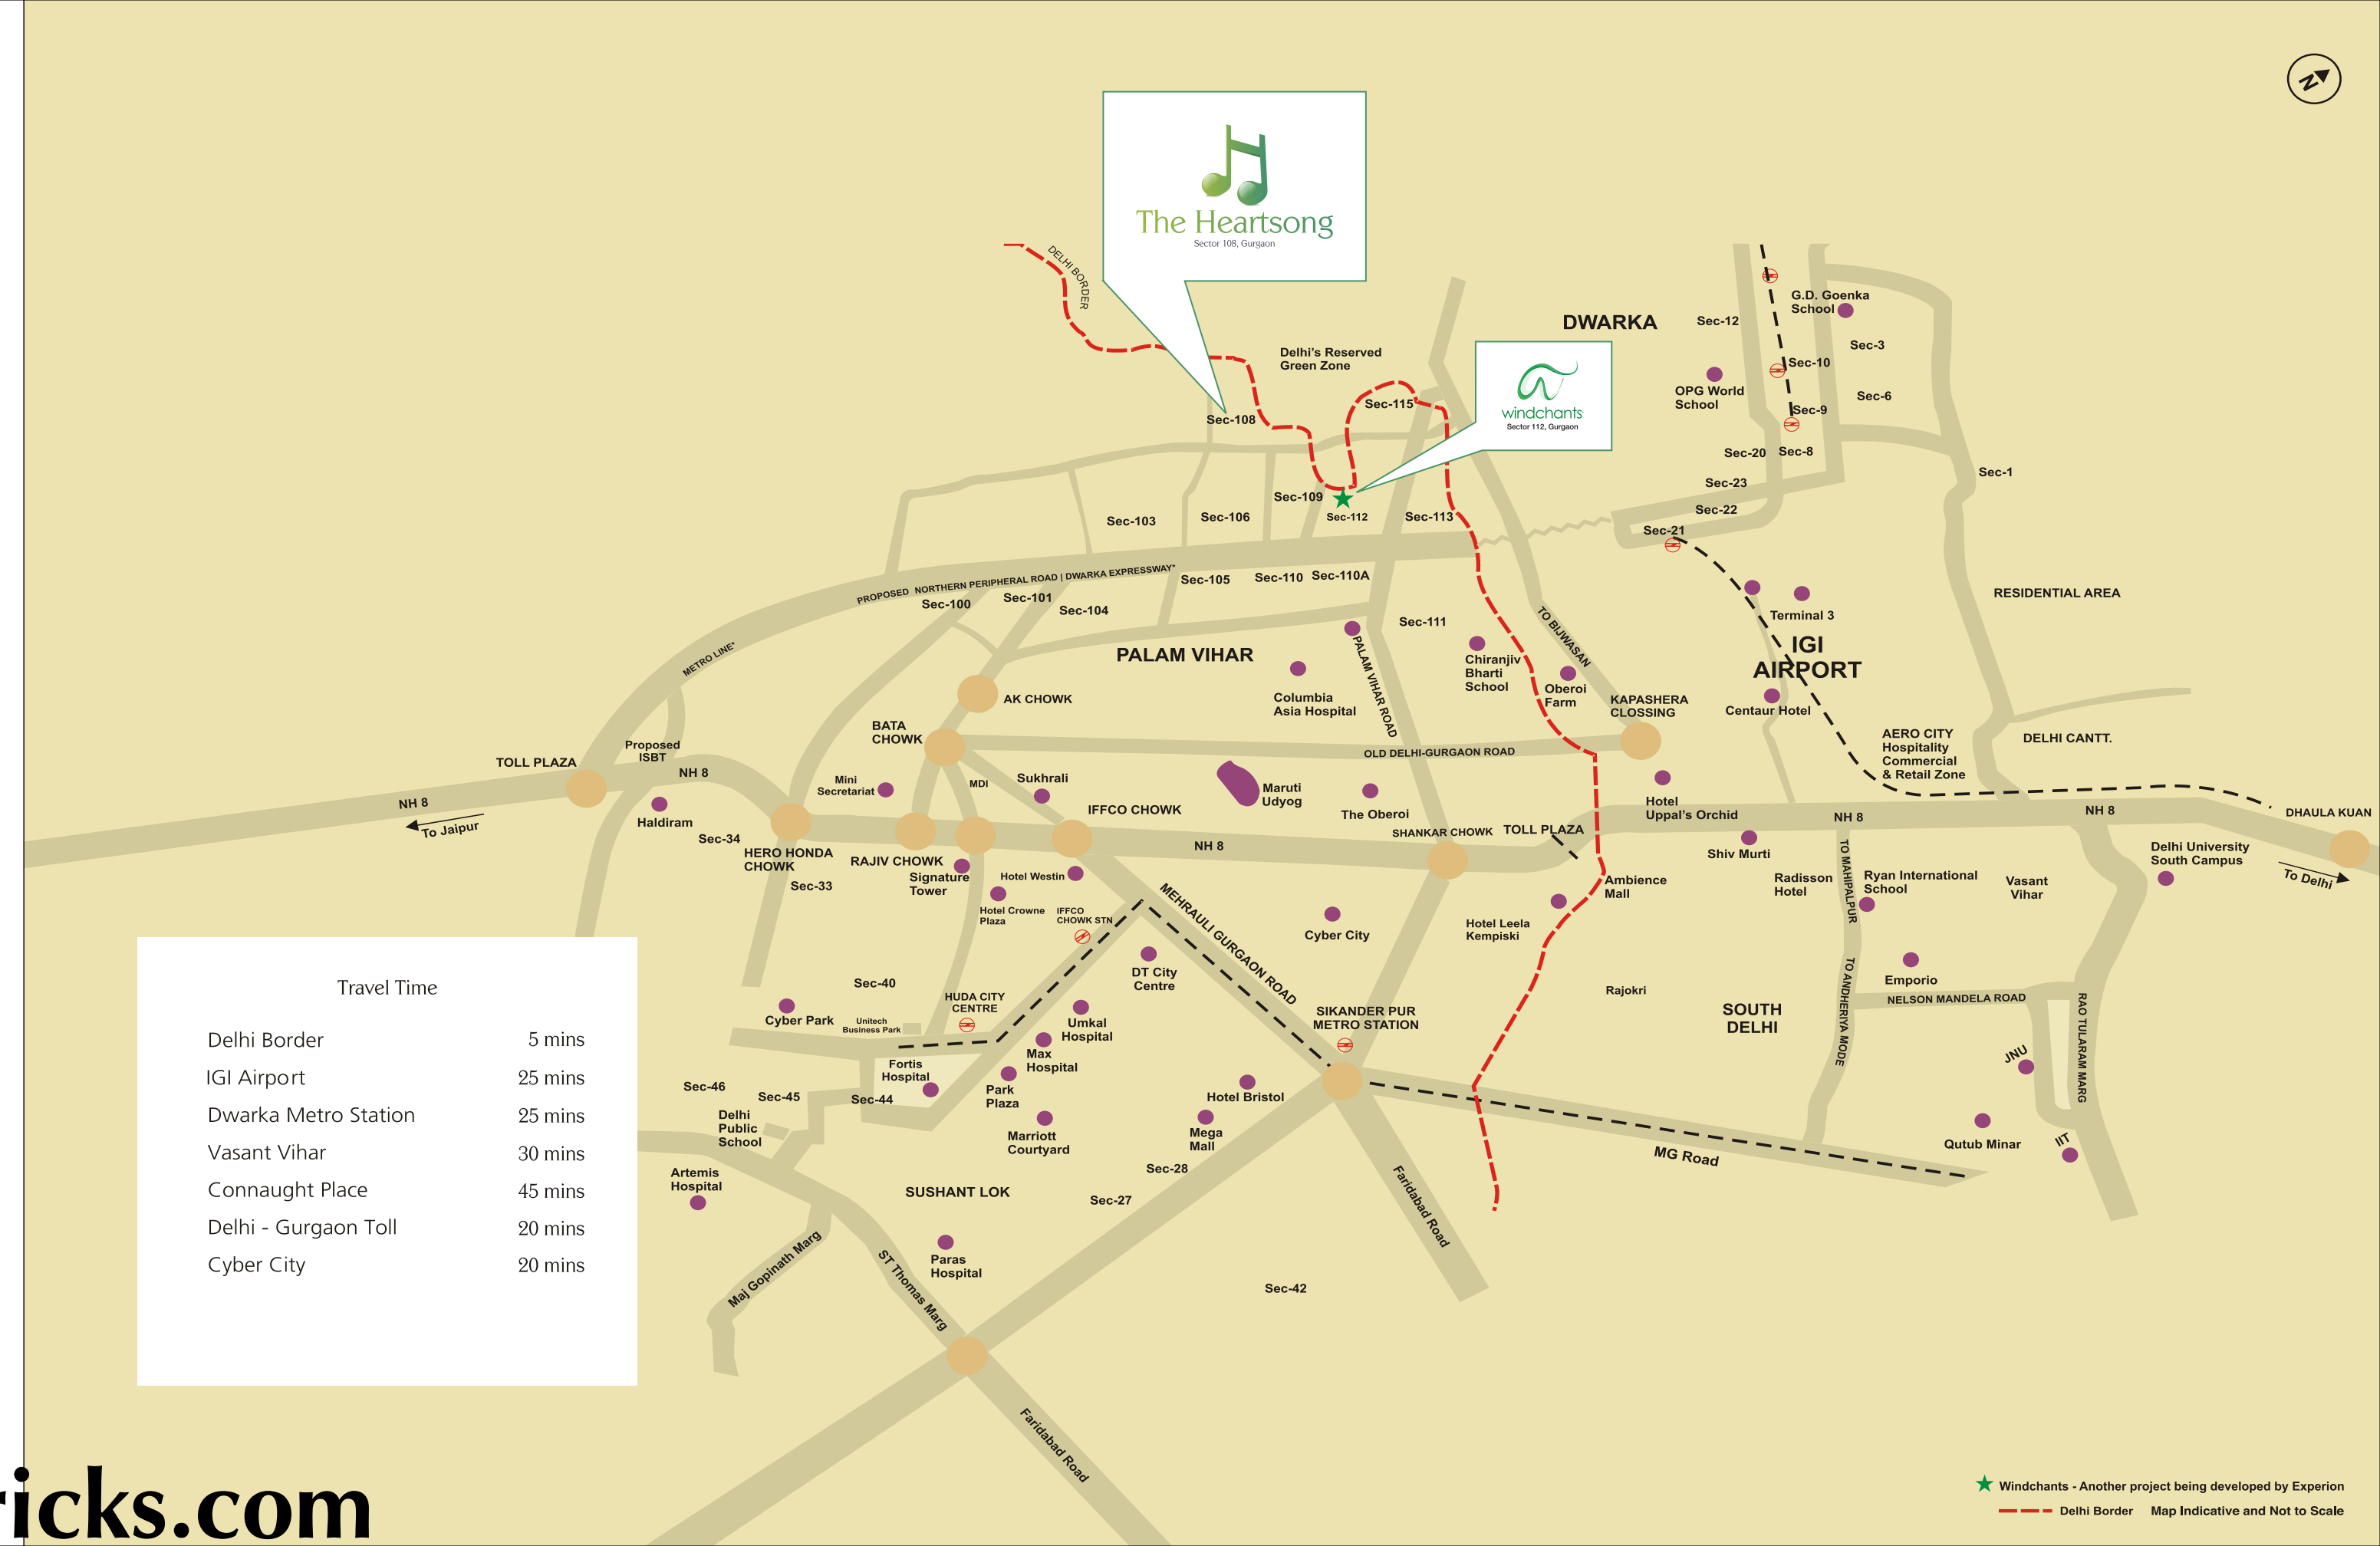 N
The Heartsong
Sector 108, Gurgaon
DELHI BORDER
Delhi's Reserved
Green Zone
Sec-108
Sec-115
windchants
Sector 112, Gurgaon
DWARKA
Sec-12
G.D. Goenka
School
Sec-3
Sec-10
OPG World
School
Sec-6
Sec-9
Sec-20
Sec-8
Sec-1
Sec-23
Sec-22
Sec-21
Sec-109
Sec-112
Sec-113
Sec-103
Sec-106
PROPOSED NORTHERN PERIPHERAL ROAD | DWARKA EXPRESSWAY*
METRO LINE*
Sec-100
Sec-101
Sec-104
Sec-105
Sec-110
Sec-110A
Sec-111
PALAM VIHAR
PALAM VIHAR ROAD
Columbia
Asia Hospital
Chiranjiv
Bharti
School
Oberoi
Farm
TO BIJWASAN
KAPASHERA
CLOSSING
Terminal 3
IGI
AIRPORT
Centaur Hotel
RESIDENTIAL AREA
AERO CITY
Hospitality
Commercial
& Retail Zone
DELHI CANTT.
AK CHOWK
BATA
CHOWK
OLD DELHI-GURGAON ROAD
TOLL PLAZA
Proposed
ISBT
NH 8
NH 8
To Jaipur
Haldiram
Sec-34
Mini
Secretariat
MDI
Sukhrali
IFFCO CHOWK
Maruti
Udyog
The Oberoi
SHANKAR CHOWK
TOLL PLAZA
Hotel
Uppal's Orchid
NH 8
NH 8
DHAULA KUAN
To Delhi
HERO HONDA
CHOWK
Sec-33
RAJIV CHOWK
Signature
Tower
Hotel Westin
NH 8
Hotel Crowne
Plaza
IFFCO
CHOWK STN
MEHRAULI GURGAON ROAD
Cyber City
Hotel Leela
Kempiski
Ambience
Mall
Shiv Murti
Radisson
Hotel
TO MAHIPALPUR
Ryan International
School
Vasant
Vihar
Delhi University
South Campus
DT City
Centre
Sec-40
HUDA CITY
CENTRE
Cyber Park
Unitech
Business Park
Umkal
Hospital
Max
Hospital
SIKANDER PUR
METRO STATION
Rajokri
SOUTH
DELHI
TO ANDHERIYA MODE
Emporio
NELSON MANDELA ROAD
RAO TULARAM MARG
JNU
Qutub Minar
IIT
Fortis
Hospital
Park
Plaza
Sec-46
Sec-45
Sec-44
Delhi
Public
School
Marriott
Courtyard
Hotel Bristol
Mega
Mall
Sec-28
Sec-27
MG Road
Faridabad Road
Artemis
Hospital
SUSHANT LOK
Paras
Hospital
Maj Gopinath Marg
ST Thomas Marg
Sec-42
Faridabad Road
Travel Time
Delhi Border 5 mins
IGI Airport 25 mins
Dwarka Metro Station 25 mins
Vasant Vihar 30 mins
Connaught Place 45 mins
Delhi - Gurgaon Toll 20 mins
Cyber City 20 mins
ricks.com
Windchants - Another project being developed by Experion
Delhi Border Map Indicative and Not to Scale